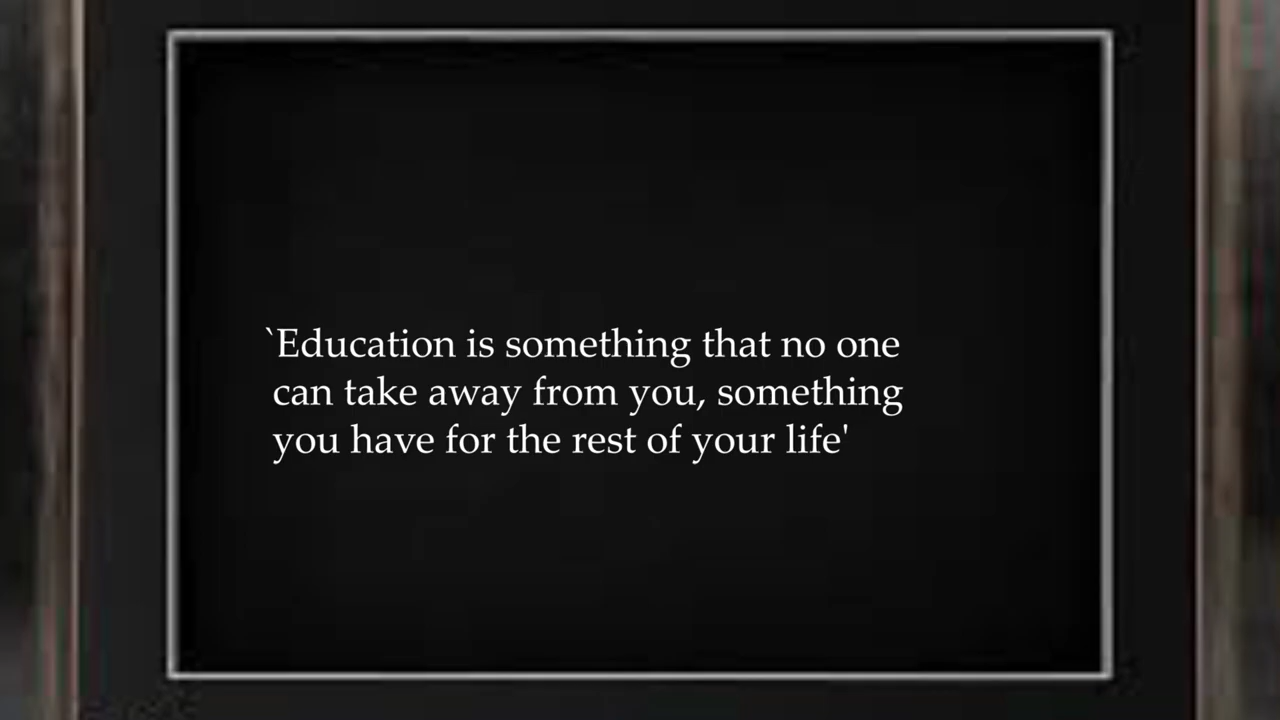 `Education is something that no one
can take away from you, something
you have for the rest of your life'